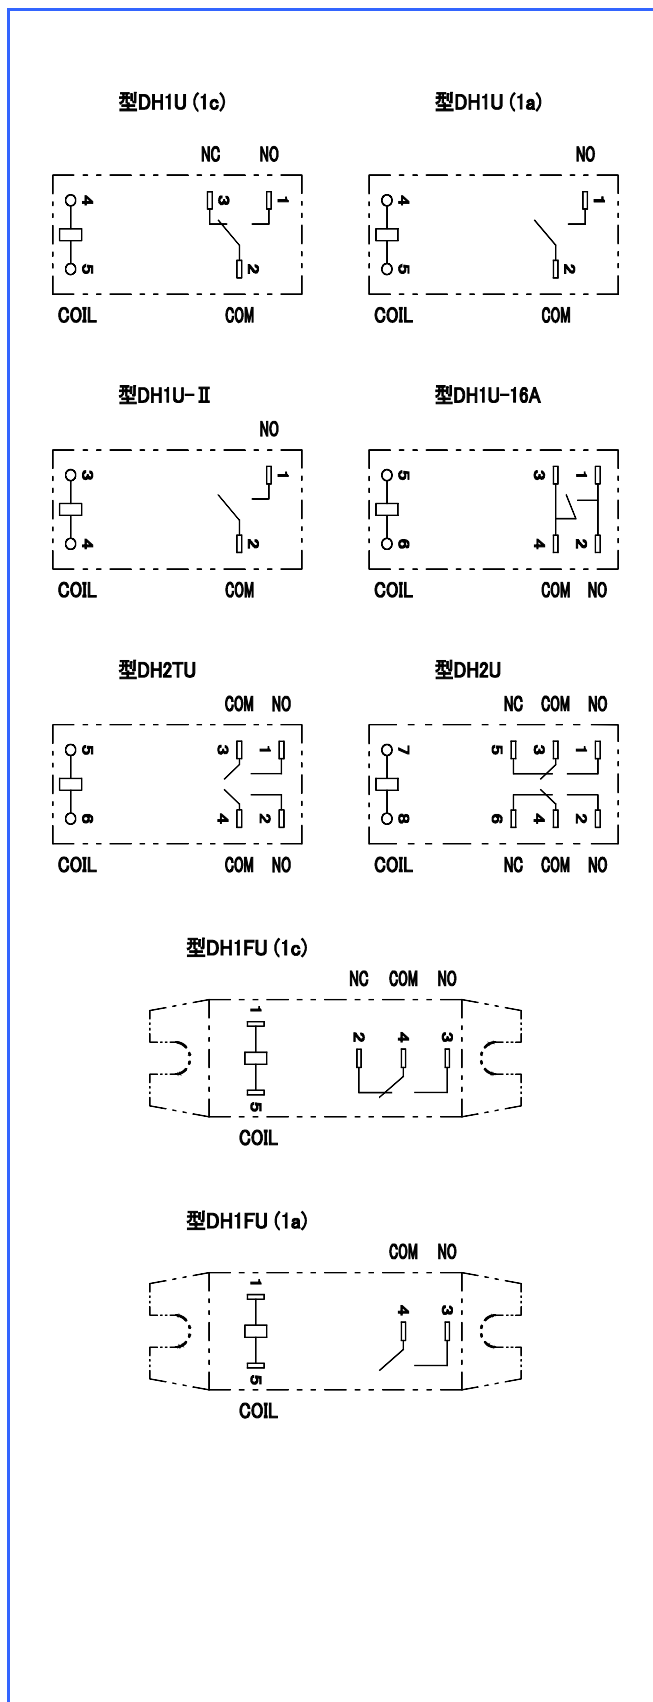 型DH1U (1c)
NC NO
4 3 1
5 2
COIL COM
型DH1U (1a)
NO
4 1
5 2
COIL COM
型DH1U-Ⅱ
NO
3 1
4 2
COIL COM
型DH1U-16A
5 3 1
6 4 2
COIL COM NO
型DH2TU
COM NO
5 3 1
6 4 2
COIL COM NO
型DH2U
NC COM NO
7 5 3 1
8 6 4 2
COIL NC COM NO
型DH1FU (1c)
NC COM NO
1
2 4 3
5
COIL
型DH1FU (1a)
COM NO
1
4 3
5
COIL